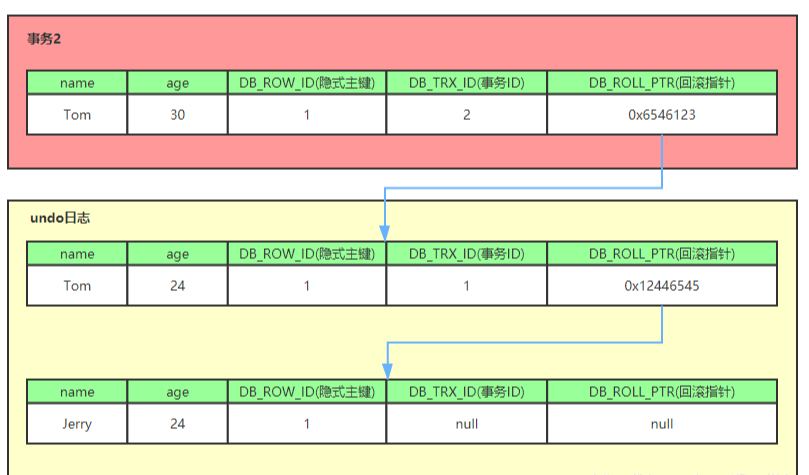 事务2
name age DB_ROW_ID(隐式主键) DB_TRX_ID(事务ID) DB_ROLL_PTR(回滚指针)
Tom 30 1 2 0x6546123
undo日志
name age DB_ROW_ID(隐式主键) DB_TRX_ID(事务ID) DB_ROLL_PTR(回滚指针)
Tom 24 1 1 0x12446545
name age DB_ROW_ID(隐式主键) DB_TRX_ID(事务ID) DB_ROLL_PTR(回滚指针)
Jerry 24 1 null null